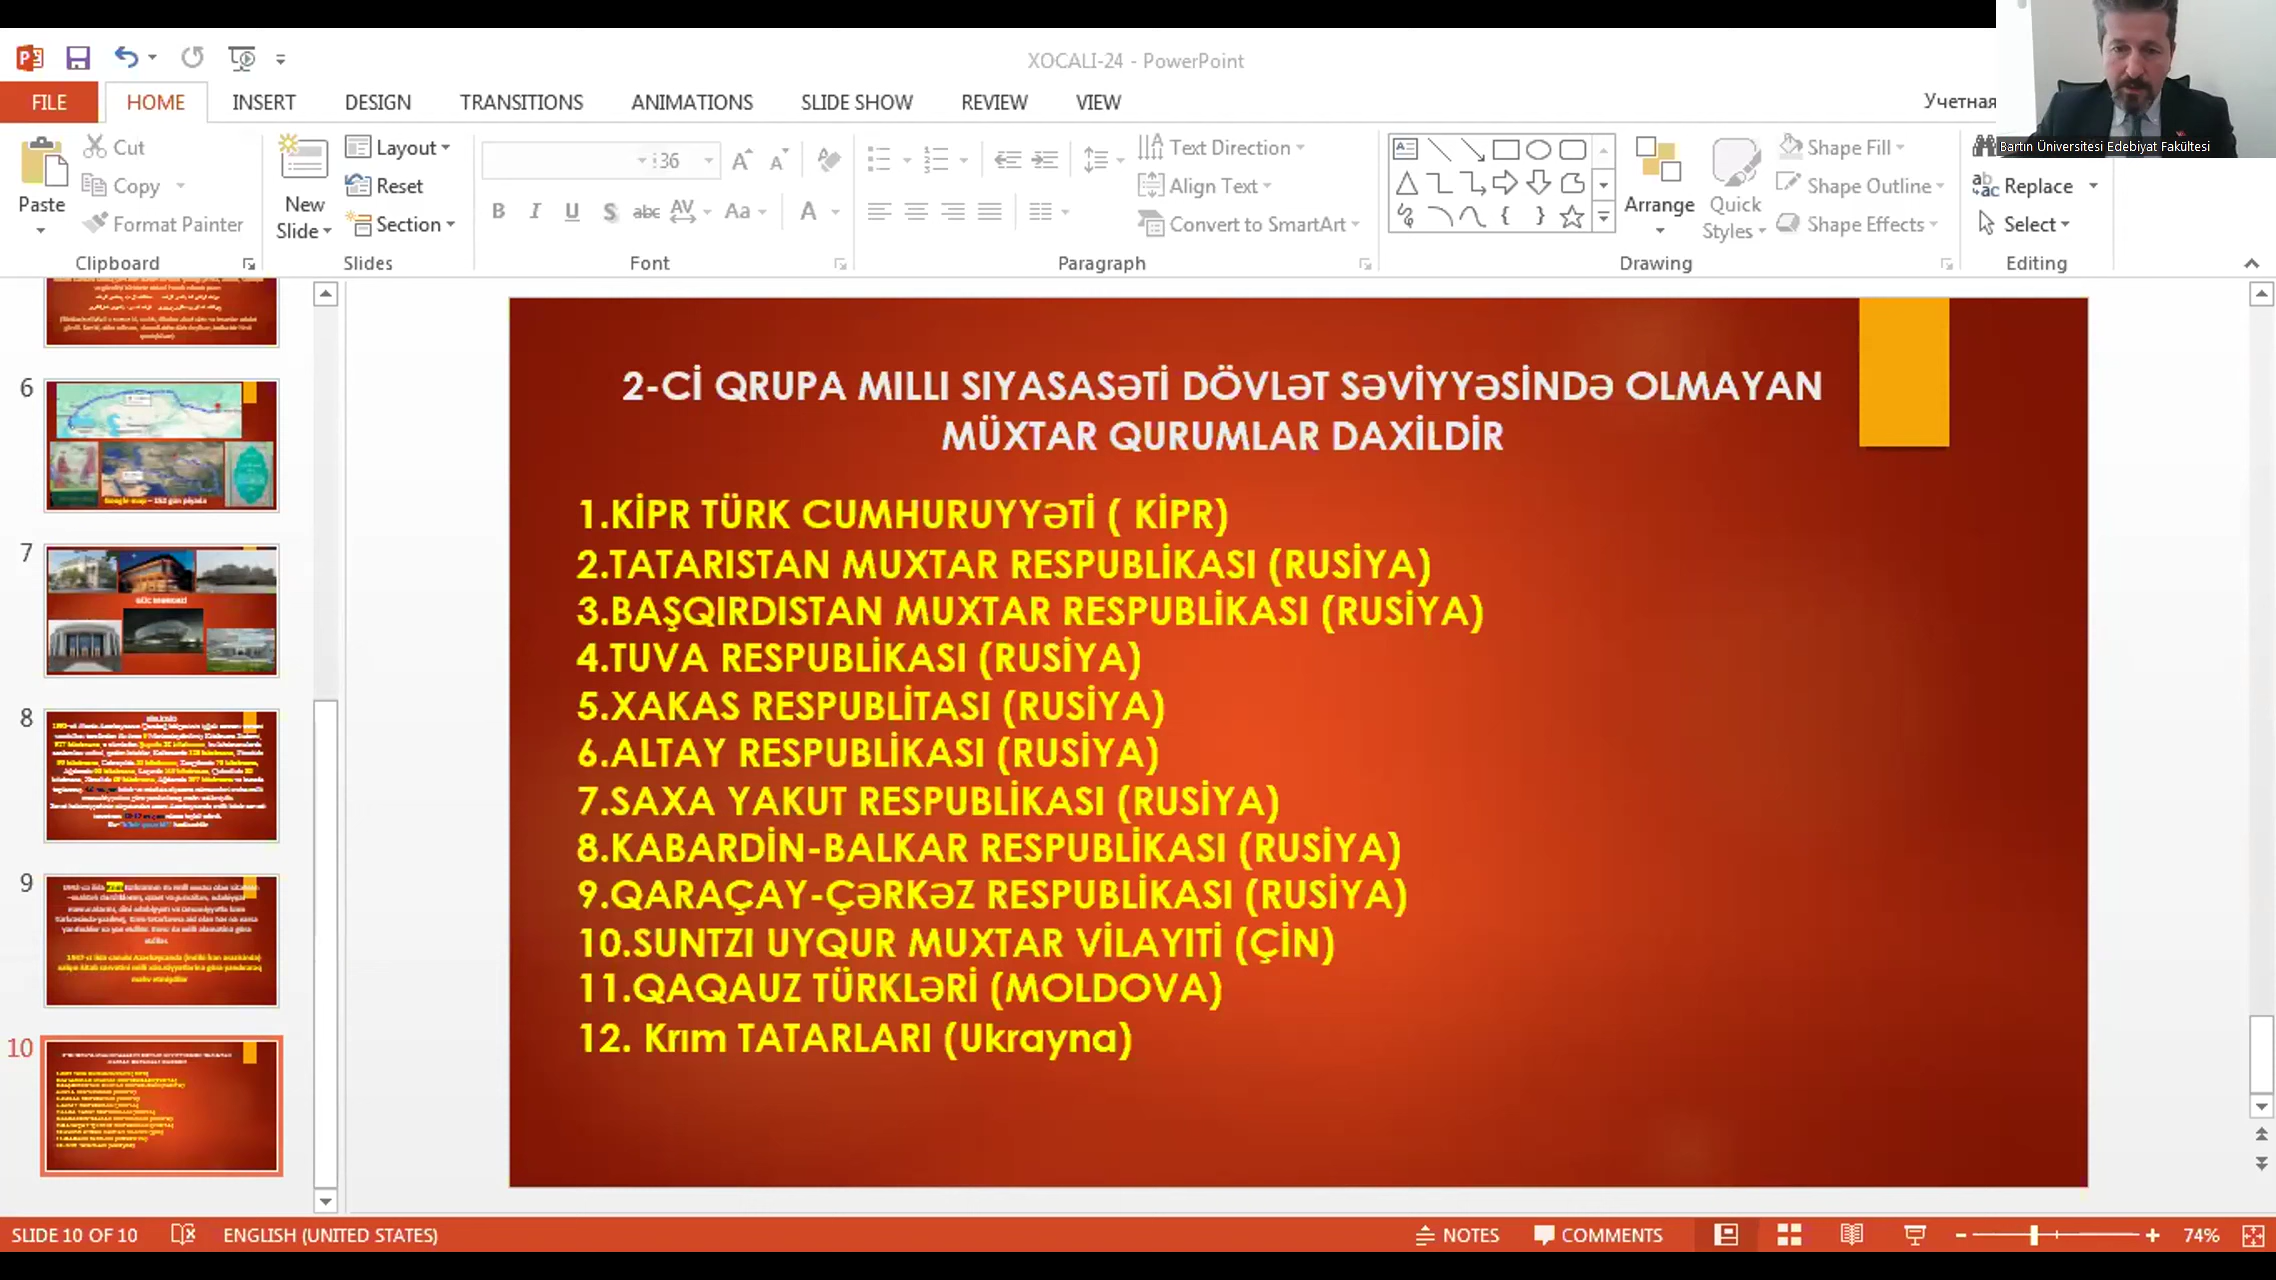 XOCALI-24 - PowerPoint
FILE
HOME
INSERT
DESIGN
TRANSITIONS
ANIMATIONS
SLIDE SHOW
REVIEW
VIEW
Учетная
Bartın Üniversitesi Edebiyat Fakültesi
Paste
Cut
Copy
Format Painter
Clipboard
New Slide
Layout
Reset
Section
Slides
36
Font
Text Direction
Align Text
Convert to SmartArt
Paragraph
Arrange
Quick Styles
Shape Fill
Shape Outline
Shape Effects
Drawing
Replace
Select
Editing
6
7
8
9
10
2-Cİ QRUPA MILLI SIYASASƏTİ DÖVLƏT SƏVİYYƏSİNDƏ OLMAYAN
MÜXTAR QURUMLAR DAXİLDİR
1.KİPR TÜRK CUMHURUYYƏTİ ( KİPR)
2.TATARISTAN MUXTAR RESPUBLİKASI (RUSİYA)
3.BAŞQIRDISTAN MUXTAR RESPUBLİKASI (RUSİYA)
4.TUVA RESPUBLİKASI (RUSİYA)
5.XAKAS RESPUBLİTASI (RUSİYA)
6.ALTAY RESPUBLİKASI (RUSİYA)
7.SAXA YAKUT RESPUBLİKASI (RUSİYA)
8.KABARDİN-BALKAR RESPUBLİKASI (RUSİYA)
9.QARAÇAY-ÇƏRKƏZ RESPUBLİKASI (RUSİYA)
10.SUNTZI UYQUR MUXTAR VİLAYITİ (ÇİN)
11.QAQAUZ TÜRKLƏRİ (MOLDOVA)
12. Krım TATARLARI (Ukrayna)
SLIDE 10 OF 10
ENGLISH (UNITED STATES)
NOTES
COMMENTS
74%